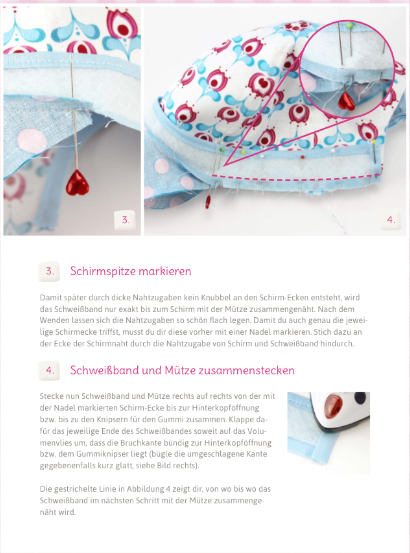 3.
4.
3. Schirmspitze markieren
Damit später durch dicke Nahtzugaben kein Knubbel an den Schirm-Ecken entsteht, wird
das Schweißband nur exakt bis zum Schirm mit der Mütze zusammengenäht. Nach dem
Wenden lassen sich die Nahtzugaben so schön flach legen. Damit du auch genau die jewei-
lige Schirmecke triffst, musst du dir diese vorher mit einer Nadel markieren. Stich dazu an
der Ecke der Schirmnaht durch die Nahtzugabe von Schirm und Schweißband hindurch.
4. Schweißband und Mütze zusammenstecken
Stecke nun Schweißband und Mütze rechts auf rechts von der mit
der Nadel markierten Schirm-Ecke bis zur Hinterkopföffnung
bzw. bis zu den Knipsern für den Gummi zusammen. Klappe da-
für das jeweilige Ende des Schweißbandes soweit auf das Volu-
menvlies um, dass die Bruchkante bündig zur Hinterkopföffnung
bzw. dem Gummiknipser liegt (bügle die umgeschlagene Kante
gegebenenfalls kurz glatt, siehe Bild rechts).
Die gestrichelte Linie in Abbildung 4 zeigt dir, von wo bis wo das
Schweißband im nächsten Schritt mit der Mütze zusammenge-
näht wird.